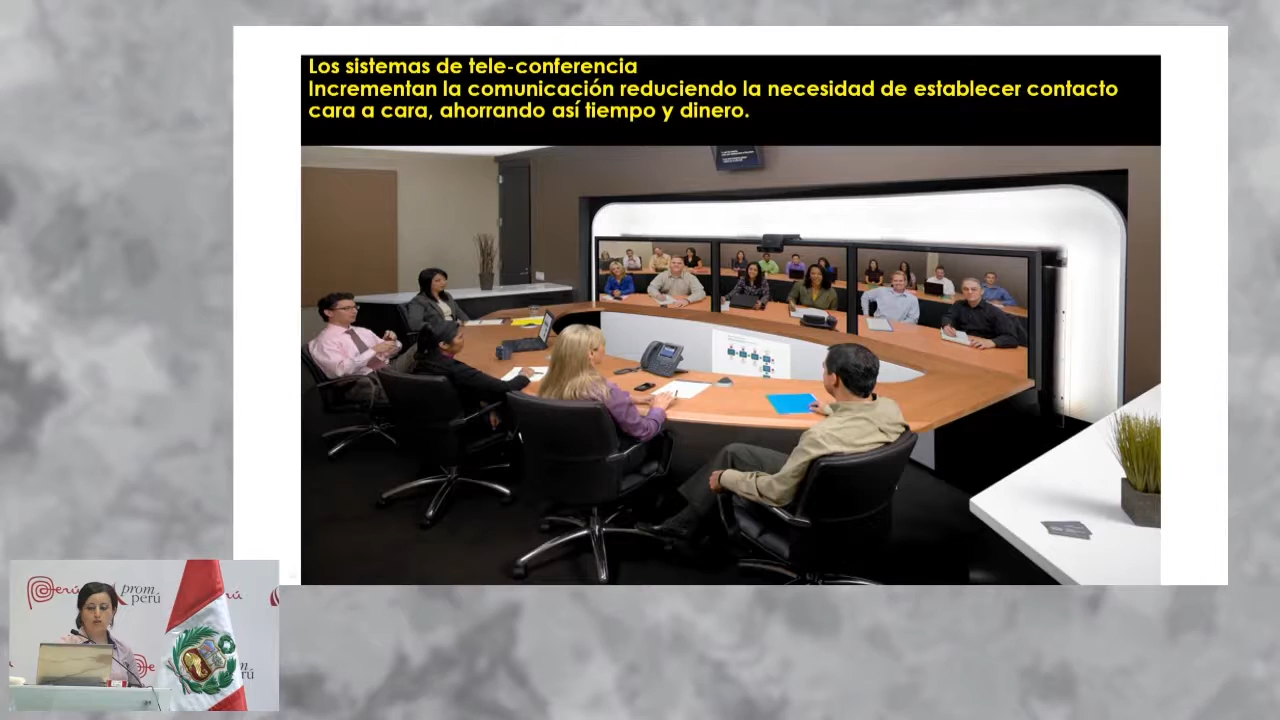 Los sistemas de tele-conferencia
Incrementan la comunicación reduciendo la necesidad de establecer contacto
cara a cara, ahorrando así tiempo y dinero.
Perú
prom
perú